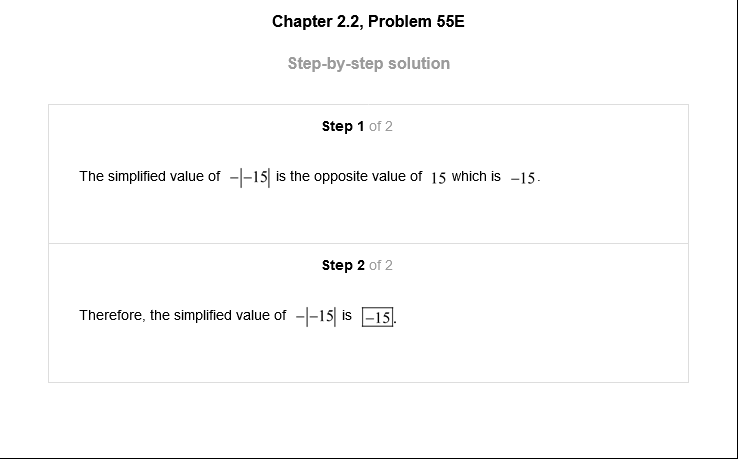 Chapter 2.2, Problem 55E
Step-by-step solution
Step 1 of 2
The simplified value of −|−15| is the opposite value of 15 which is −15.
Step 2 of 2
Therefore, the simplified value of −|−15| is −15.